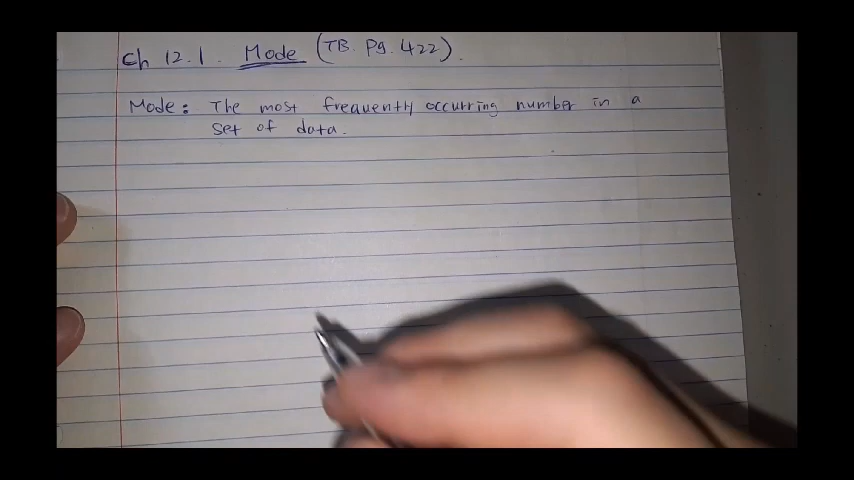 Ch 12.1. Mode (TB. Pg. 422).
Mode: The most frequently occurring number in a
set of data.